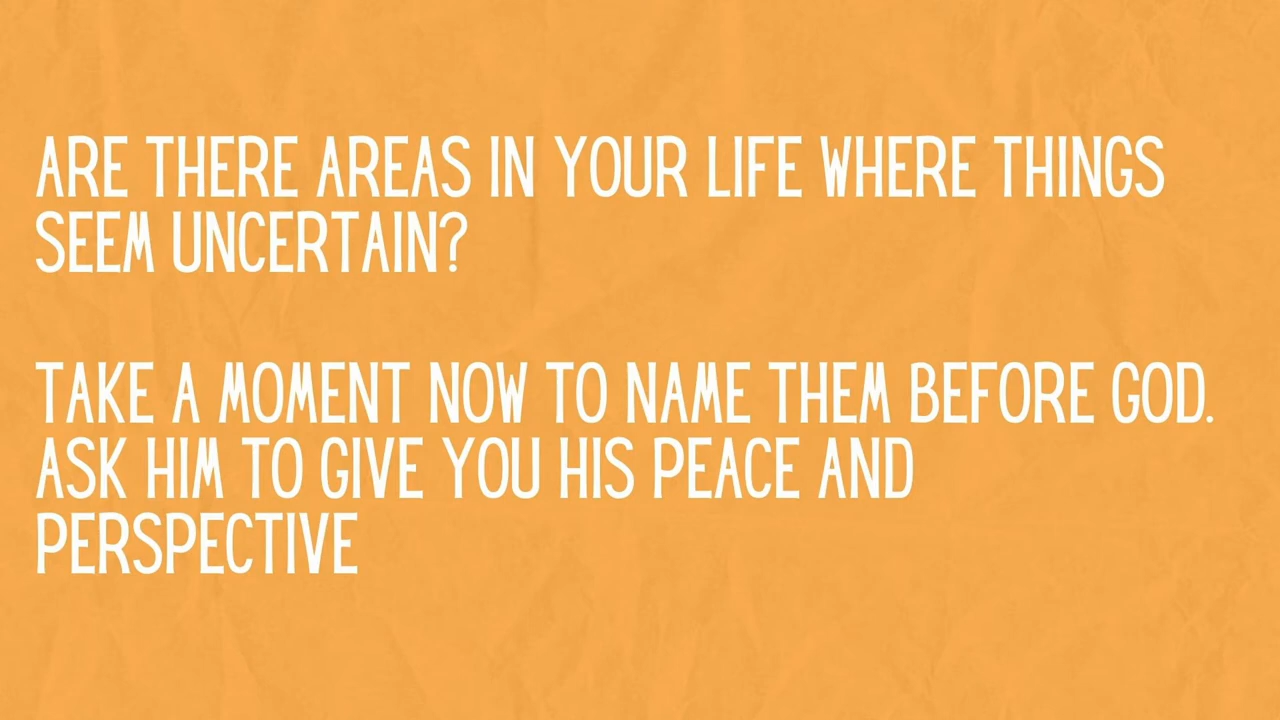 ARE THERE AREAS IN YOUR LIFE WHERE THINGS
SEEM UNCERTAIN?
TAKE A MOMENT NOW TO NAME THEM BEFORE GOD.
ASK HIM TO GIVE YOU HIS PEACE AND
PERSPECTIVE